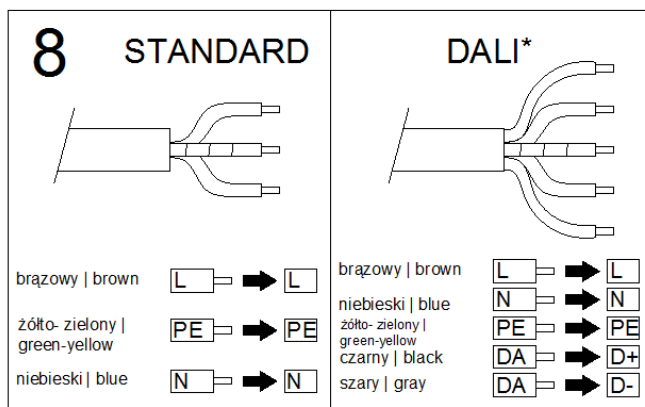 8 STANDARD
brązowy | brown L L
żółto- zielony |
green-yellow PE PE
niebieski | blue N N
DALI*
brązowy | brown L L
niebieski | blue N N
żółto- zielony |
green-yellow PE PE
czarny | black DA D+
szary | gray DA D-